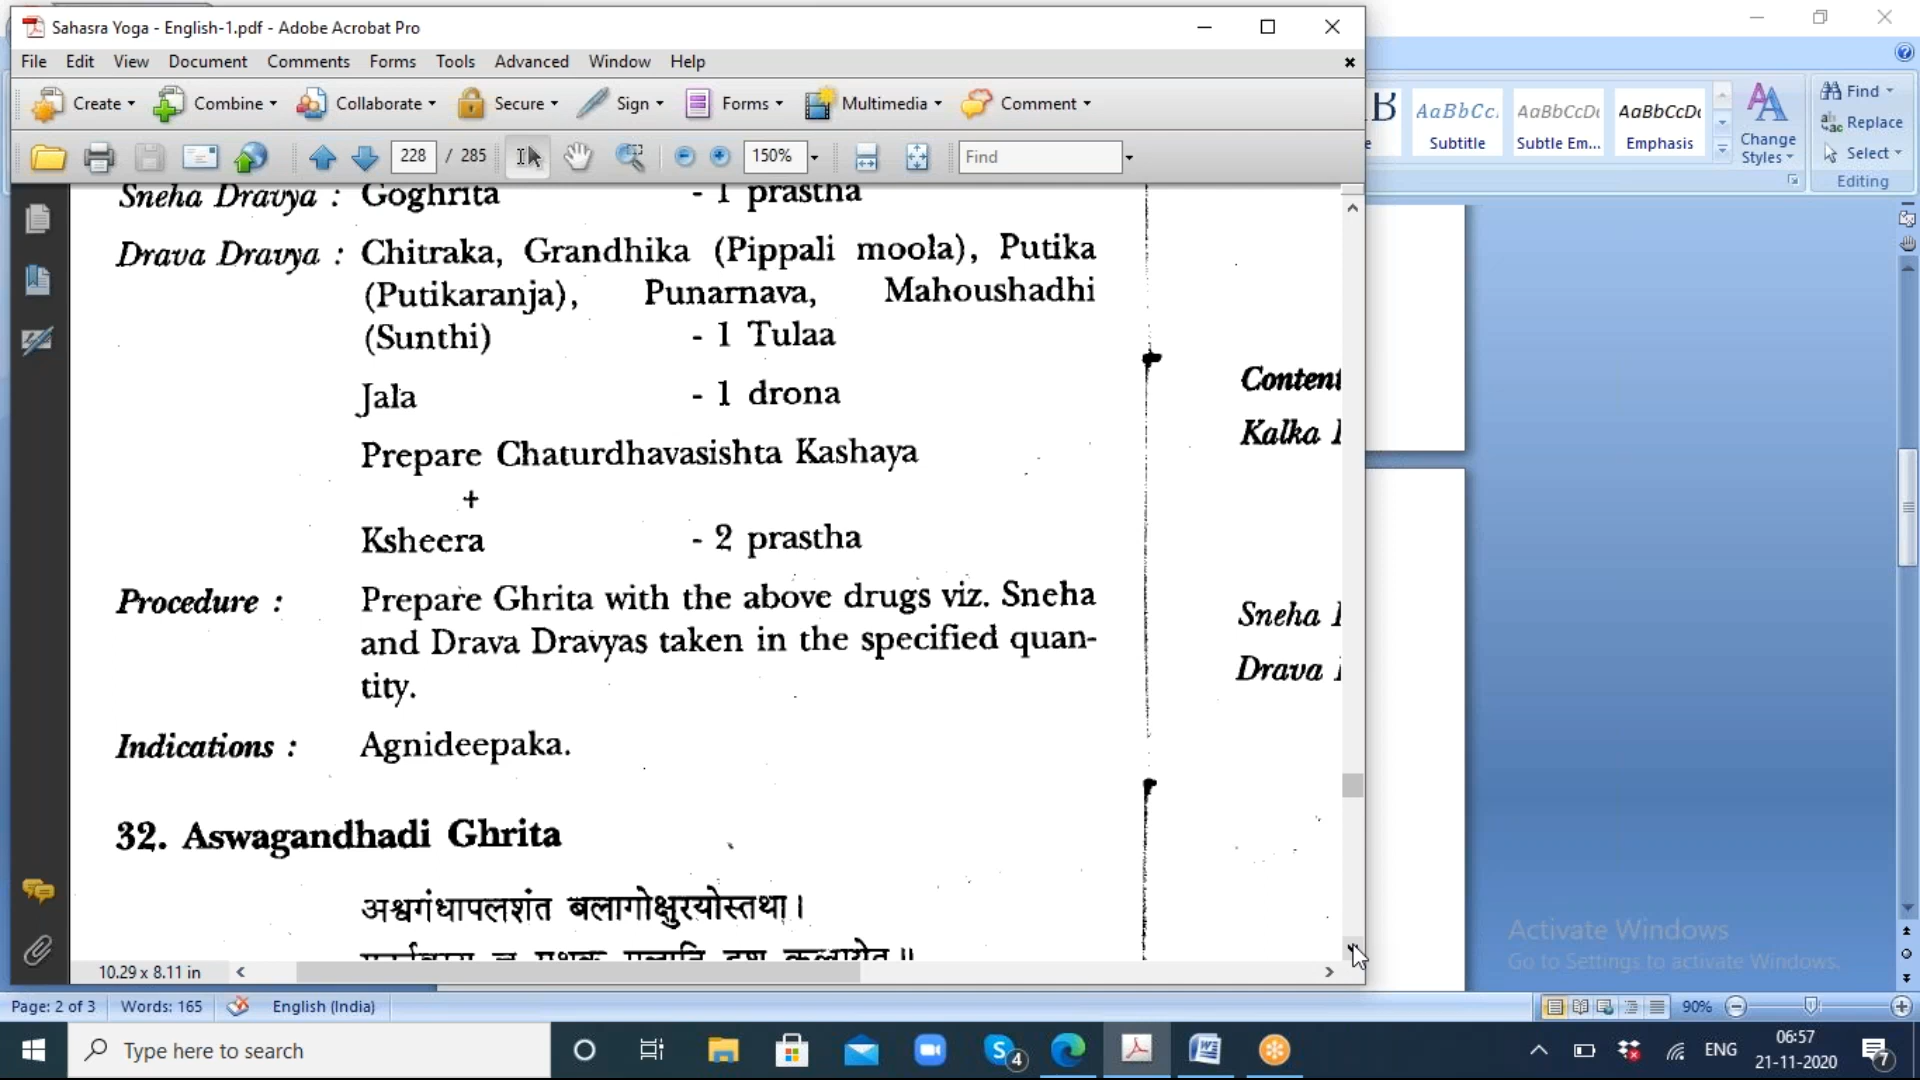 Sahasra Yoga - English-1.pdf - Adobe Acrobat Pro
File Edit View Document Comments Forms Tools Advanced Window Help
Create Combine Collaborate Secure Sign Forms Multimedia Comment
228 / 285 150% Find
Sneha Dravya : Goghrita - 1 prastha
Drava Dravya : Chitraka, Grandhika (Pippali moola), Putika
(Putikaranja), Punarnava, Mahoushadhi
(Sunthi) - 1 Tulaa
Jala - 1 drona
Prepare Chaturdhavasishta Kashaya
+
Ksheera - 2 prastha
Procedure : Prepare Ghrita with the above drugs viz. Sneha
and Drava Dravyas taken in the specified quan-
tity.
Indications : Agnideepaka.
32. Aswagandhadi Ghrita
अश्वगंधापलशंत बलागोक्षुरयोस्तथा।
Content
Kalka
Sneha
Drava
10.29 x 8.11 in
AaBbCc. AaBbCcDc AaBbCcDc
Subtitle Subtle Em... Emphasis
Change
Styles
Find
Replace
Select
Editing
Activate Windows
Go to Settings to activate Windows.
Page: 2 of 3 Words: 165 English (India) 90%
Type here to search
4
ENG
06:57
21-11-2020
7